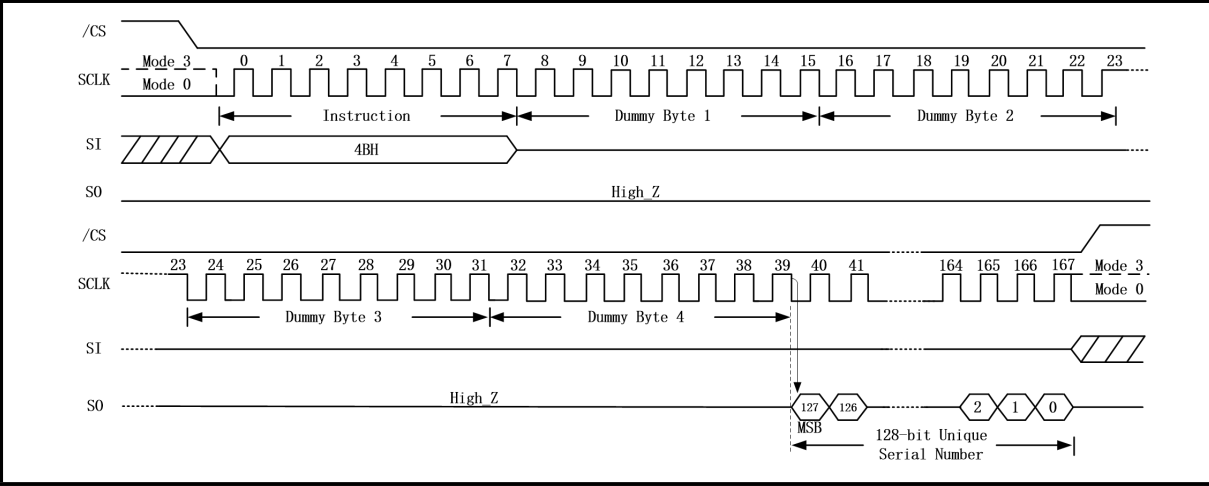 /CS
Mode 3 0 1 2 3 4 5 6 7 8 9 10 11 12 13 14 15 16 17 18 19 20 21 22 23
SCLK
Mode 0
Instruction Dummy Byte 1 Dummy Byte 2
SI
4BH
SO
High_Z
/CS
23 24 25 26 27 28 29 30 31 32 33 34 35 36 37 38 39 40 41 164 165 166 167 Mode 3
SCLK
Mode 0
Dummy Byte 3 Dummy Byte 4
SI
High_Z
SO
127 126 2 1 0
MSB
128-bit Unique
Serial Number